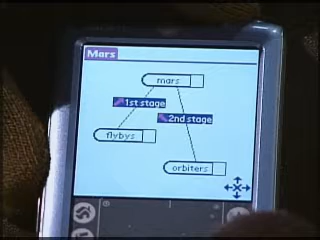 Mars
mars
1st stage
2nd stage
flybys
orbiters